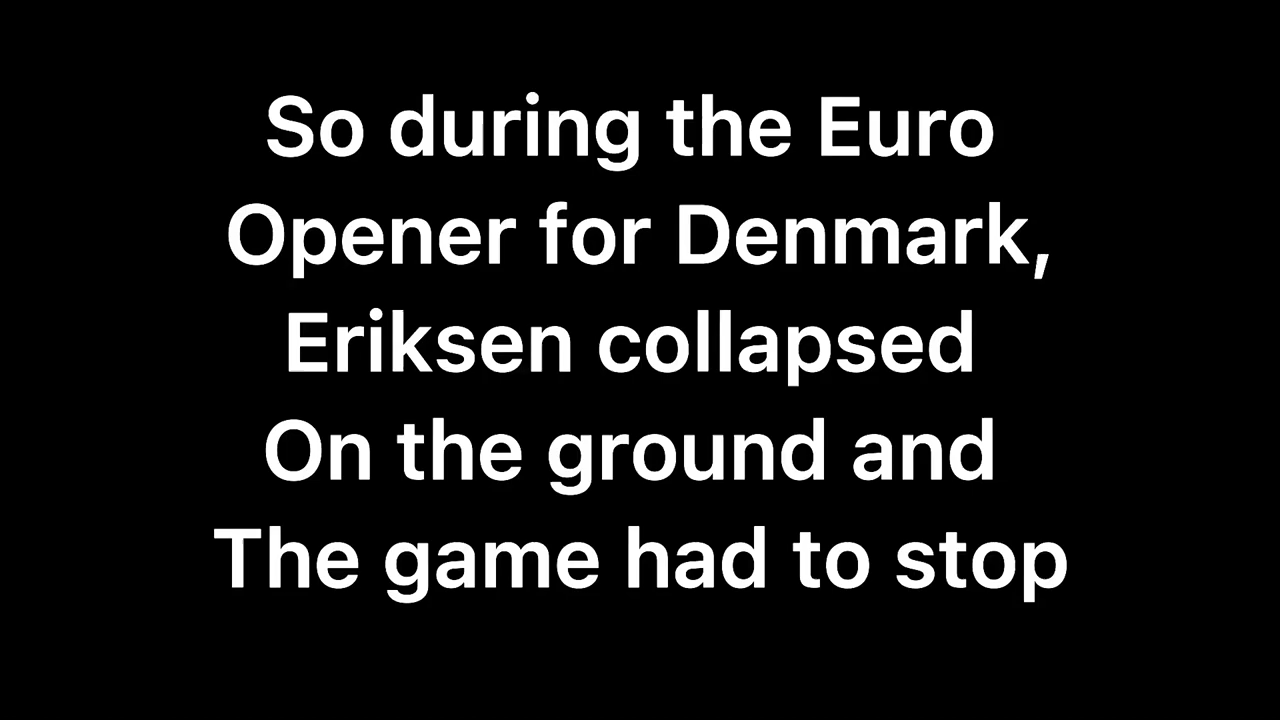 So during the Euro
Opener for Denmark,
Eriksen collapsed
On the ground and
The game had to stop